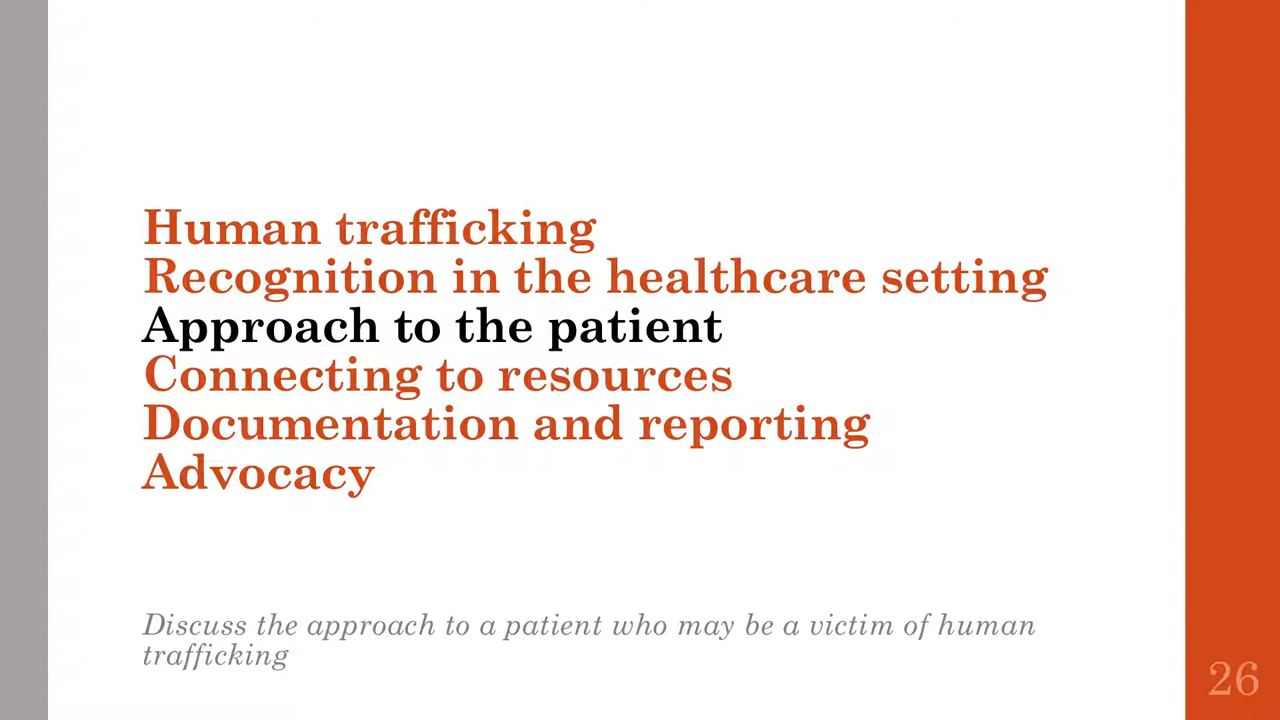 Human trafficking
Recognition in the healthcare setting
Approach to the patient
Connecting to resources
Documentation and reporting
Advocacy
Discuss the approach to a patient who may be a victim of human
trafficking
26